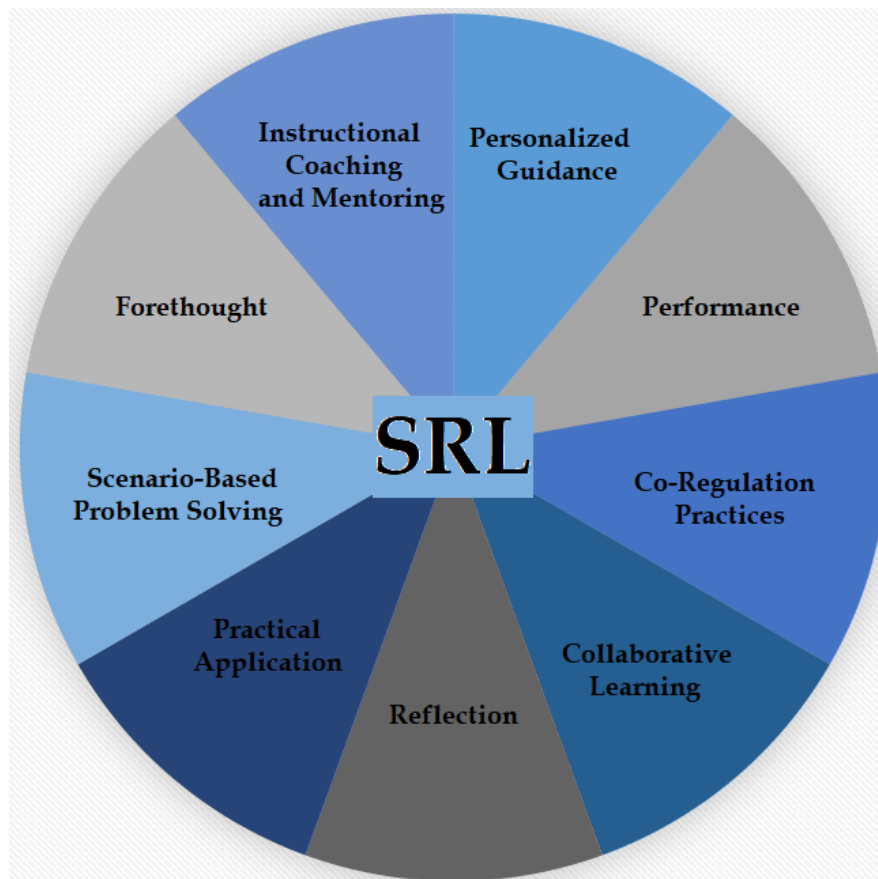 Instructional
Coaching
and Mentoring
Personalized
Guidance
Forethought
Performance
SRL
Scenario-Based
Problem Solving
Co-Regulation
Practices
Practical
Application
Collaborative
Learning
Reflection